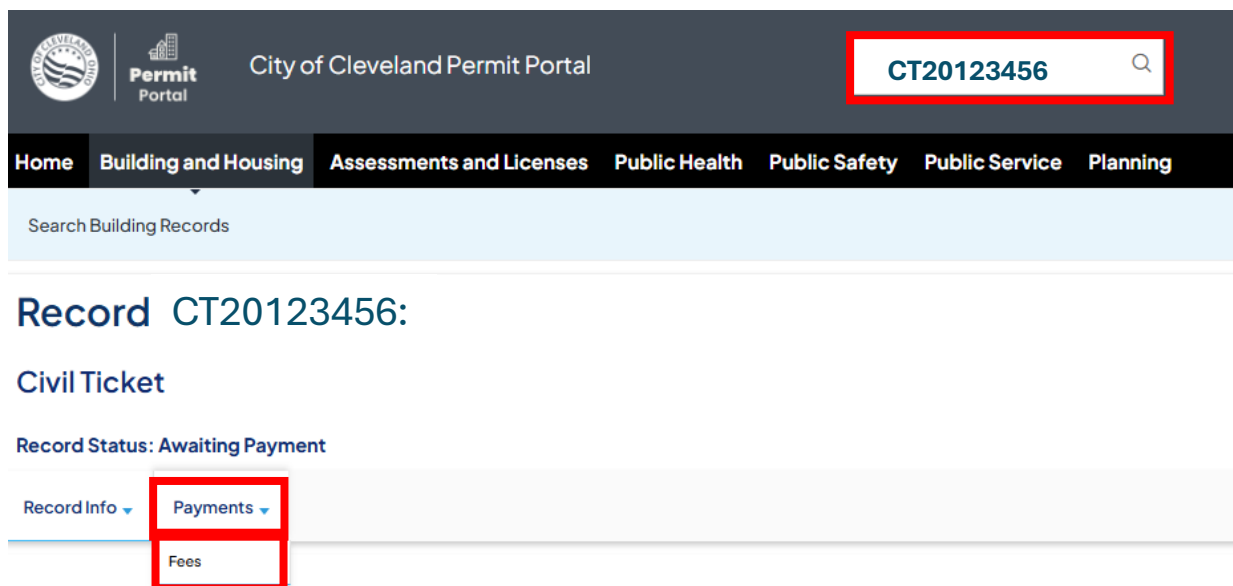 CITY OF CLEVELAND OHIO
Permit
Portal
City of Cleveland Permit Portal
CT20123456
Home Building and Housing Assessments and Licenses Public Health Public Safety Public Service Planning
Search Building Records
Record CT20123456:
Civil Ticket
Record Status: Awaiting Payment
Record Info Payments
Fees